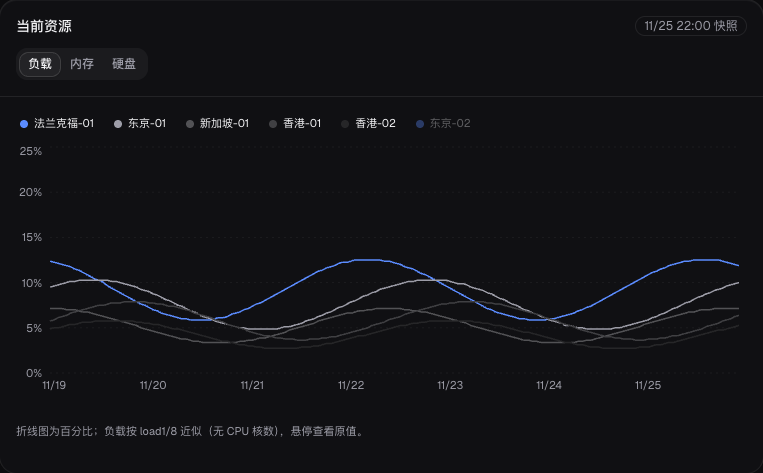 当前资源
11/25 22:00 快照
负载 内存 硬盘
法兰克福-01 东京-01 新加坡-01 香港-01 香港-02 东京-02
25%
20%
15%
10%
5%
0%
11/19 11/20 11/21 11/22 11/23 11/24 11/25
折线图为百分比；负载按 load1/8 近似（无 CPU 核数），悬停查看原值。